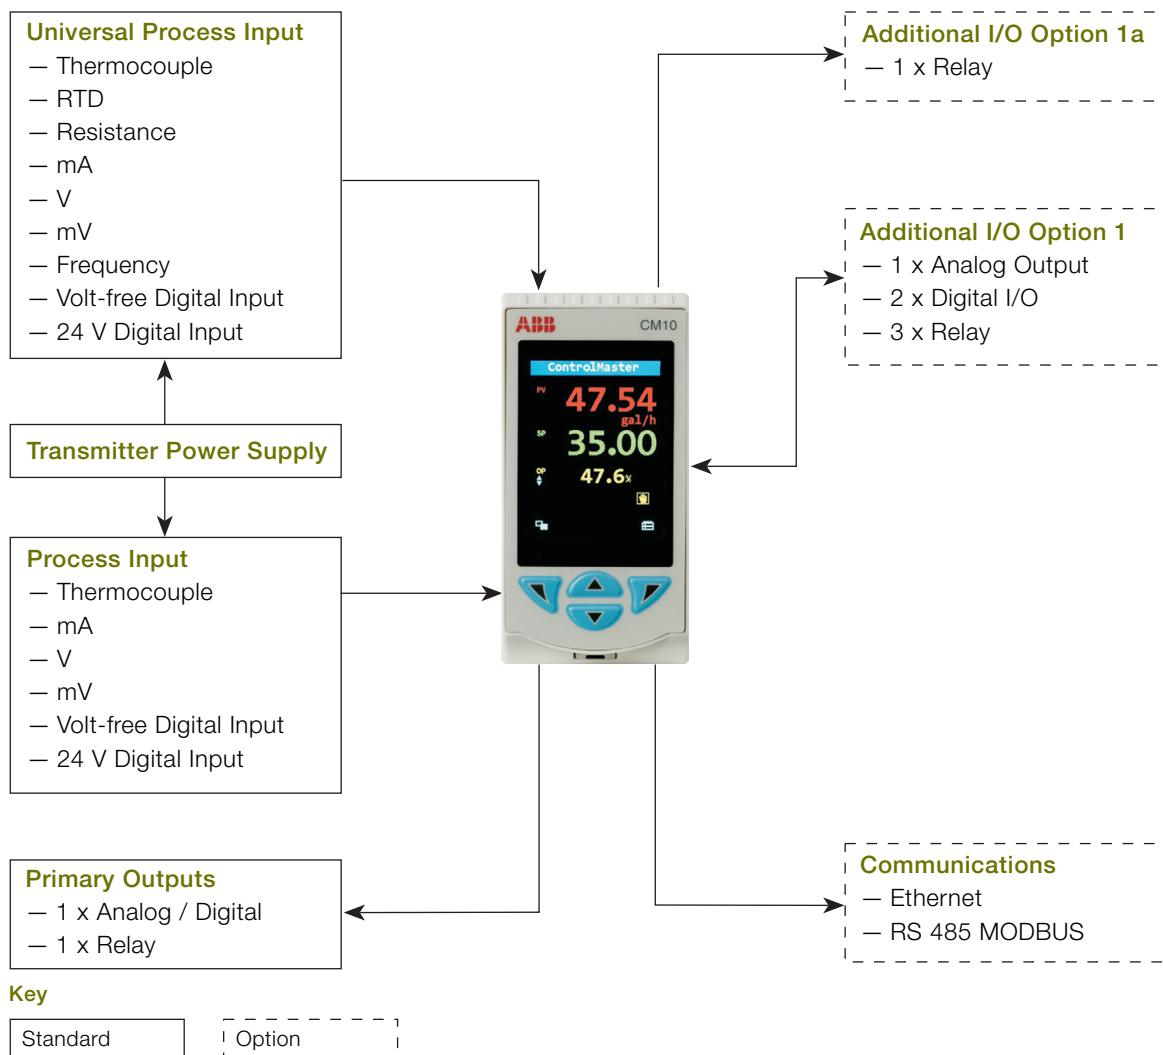 Universal Process Input
— Thermocouple
— RTD
— Resistance
— mA
— V
— mV
— Frequency
— Volt-free Digital Input
— 24 V Digital Input
Transmitter Power Supply
Process Input
— Thermocouple
— mA
— V
— mV
— Volt-free Digital Input
— 24 V Digital Input
Primary Outputs
— 1 x Analog / Digital
— 1 x Relay
ABB CM10
ControlMaster
PV 47.54
gal/h
SP 35.00
OP 47.6%
Additional I/O Option 1a
— 1 x Relay
Additional I/O Option 1
— 1 x Analog Output
— 2 x Digital I/O
— 3 x Relay
Communications
— Ethernet
— RS 485 MODBUS
Key
Standard
Option